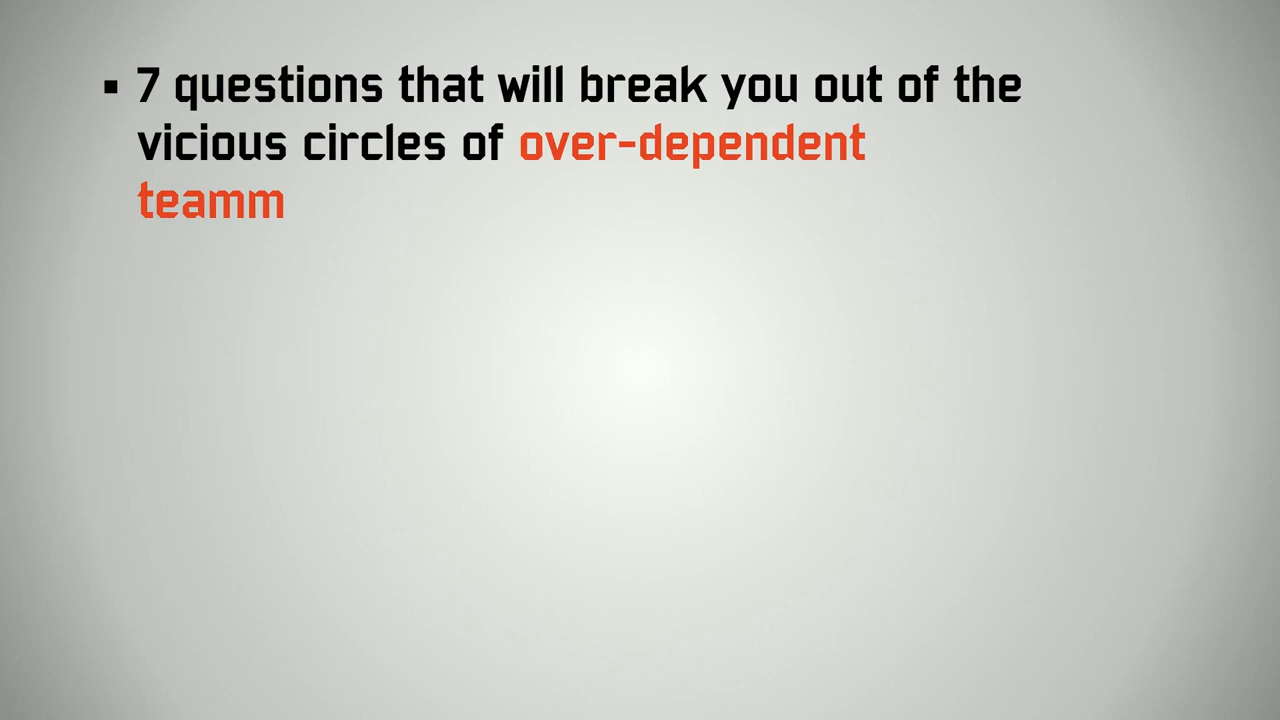 ▪ 7 questions that will break you out of the
vicious circles of over-dependent
teamm